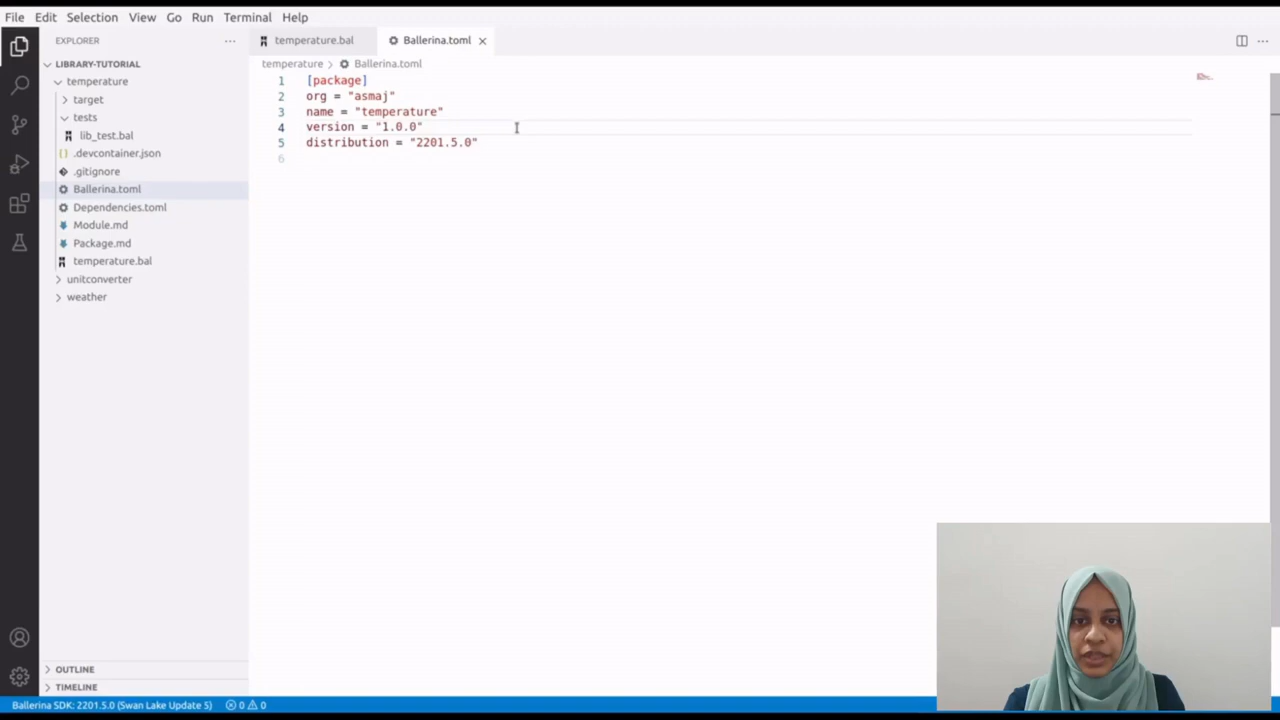 File Edit Selection View Go Run Terminal Help
EXPLORER
LIBRARY-TUTORIAL
temperature
target
tests
lib_test.bal
.devcontainer.json
.gitignore
Ballerina.toml
Dependencies.toml
Module.md
Package.md
temperature.bal
unitconverter
weather
OUTLINE
TIMELINE
temperature.bal Ballerina.toml
temperature > Ballerina.toml
1 [package]
2 org = "asmaj"
3 name = "temperature"
4 version = "1.0.0"
5 distribution = "2201.5.0"
6
Ballerina SDK: 2201.5.0 (Swan Lake Update 5) 0 0